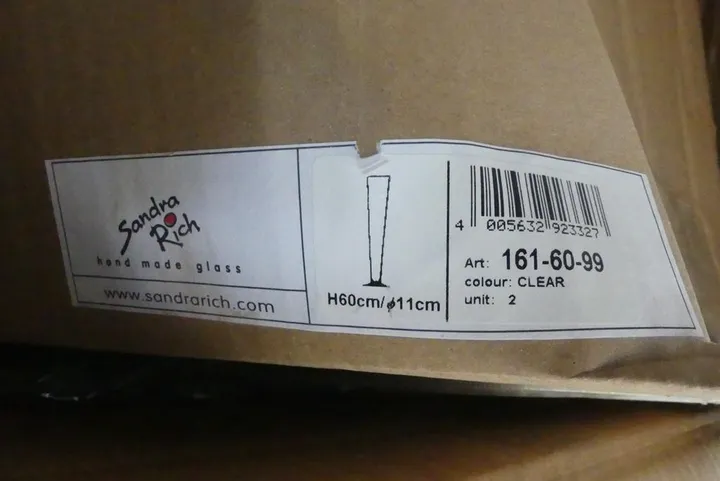 Sandra
Rich
hand made glass
www.sandrarich.com
H60cm/ø11cm
4 005632 923327
Art: 161-60-99
colour: CLEAR
unit: 2